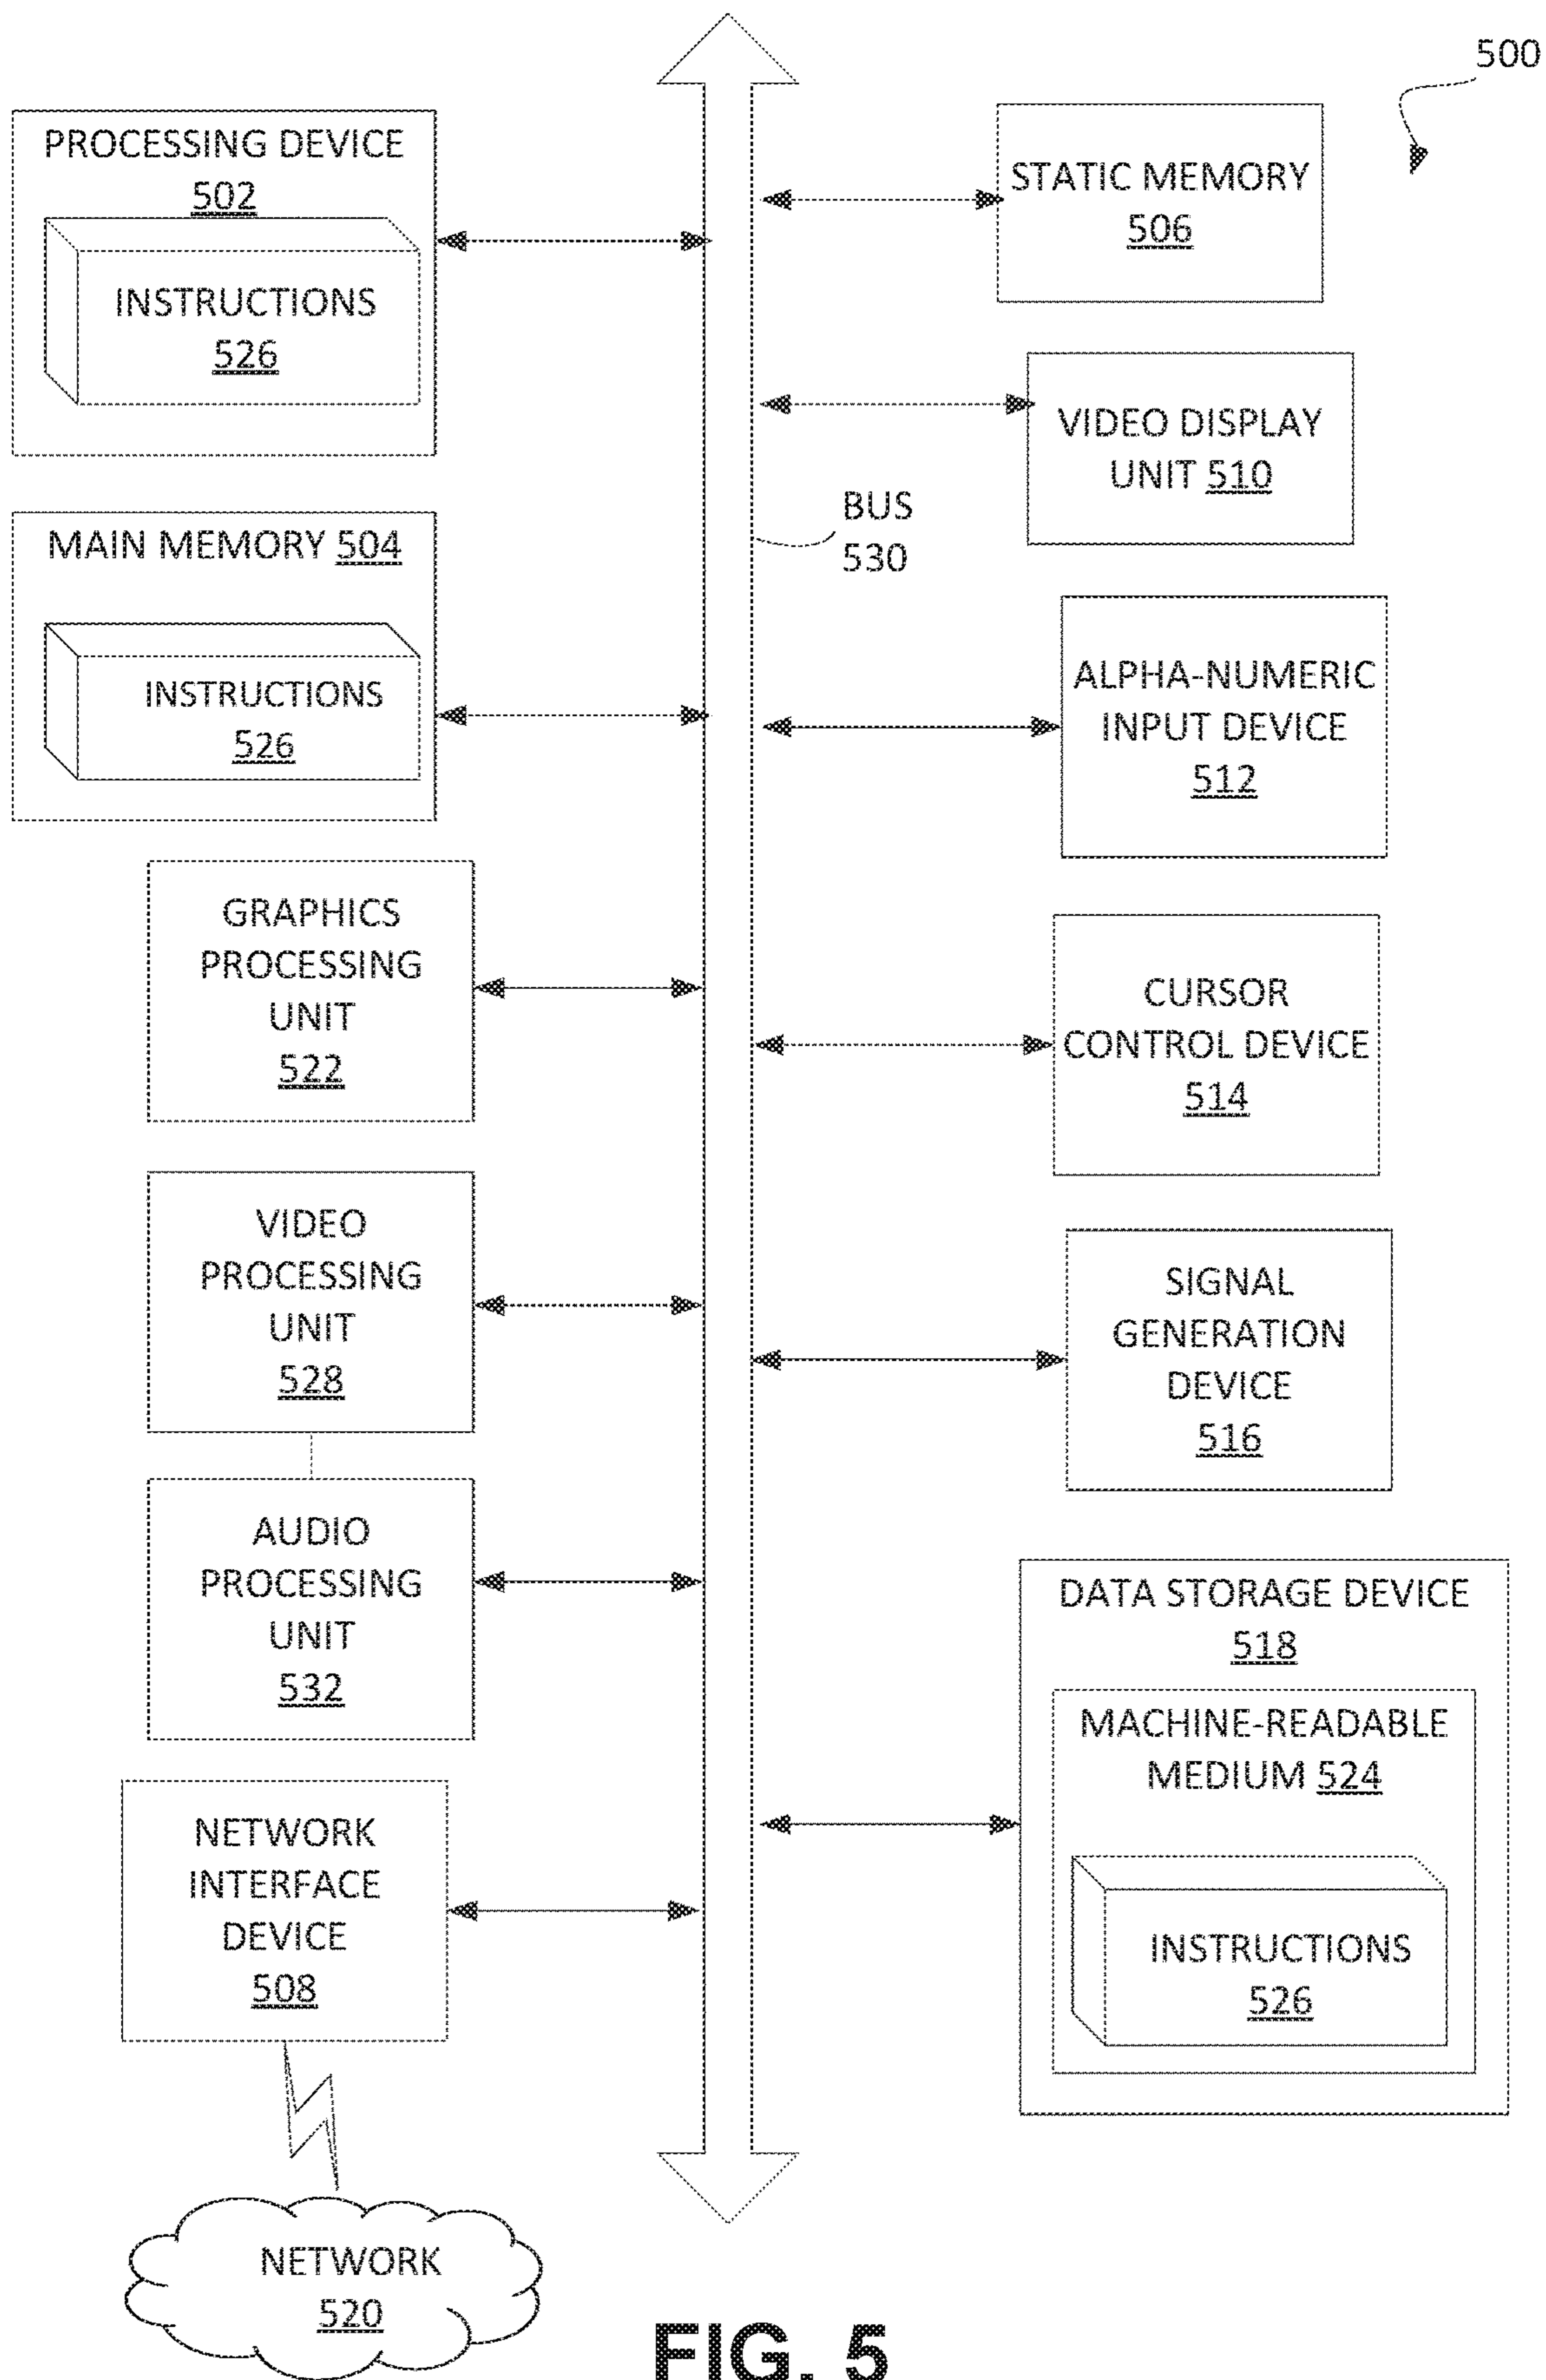 500
PROCESSING DEVICE
502
INSTRUCTIONS
526
MAIN MEMORY 504
INSTRUCTIONS
526
GRAPHICS
PROCESSING
UNIT
522
VIDEO
PROCESSING
UNIT
528
AUDIO
PROCESSING
UNIT
532
NETWORK
INTERFACE
DEVICE
508
NETWORK
520
BUS
530
STATIC MEMORY
506
VIDEO DISPLAY
UNIT 510
ALPHA-NUMERIC
INPUT DEVICE
512
CURSOR
CONTROL DEVICE
514
SIGNAL
GENERATION
DEVICE
516
DATA STORAGE DEVICE
518
MACHINE-READABLE
MEDIUM 524
INSTRUCTIONS
526
FIG. 5